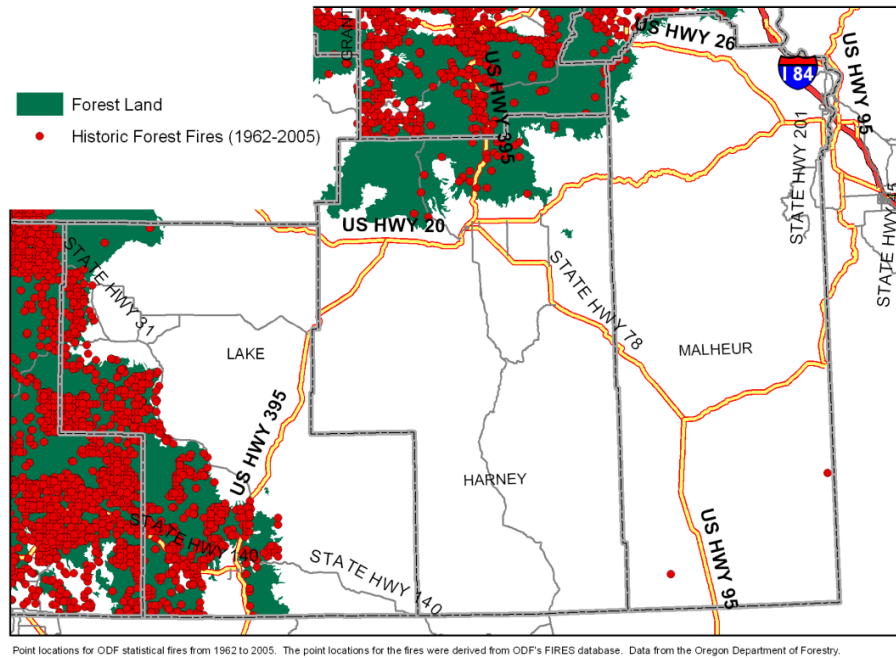 US HWY 26
GRANT
US HWY 95
I 84
Forest Land
Historic Forest Fires (1962-2005)
US HWY 395
STATE HWY 201
US HWY 20
STATE HWY
STATE HWY 31
STATE HWY 78
LAKE
MALHEUR
US HWY 395
HARNEY
STATE HWY 140
STATE HWY 140
US HWY 95
Point locations for ODF statistical fires from 1962 to 2005.  The point locations for the fires were derived from ODF's FIRES database.  Data from the Oregon Department of Forestry.